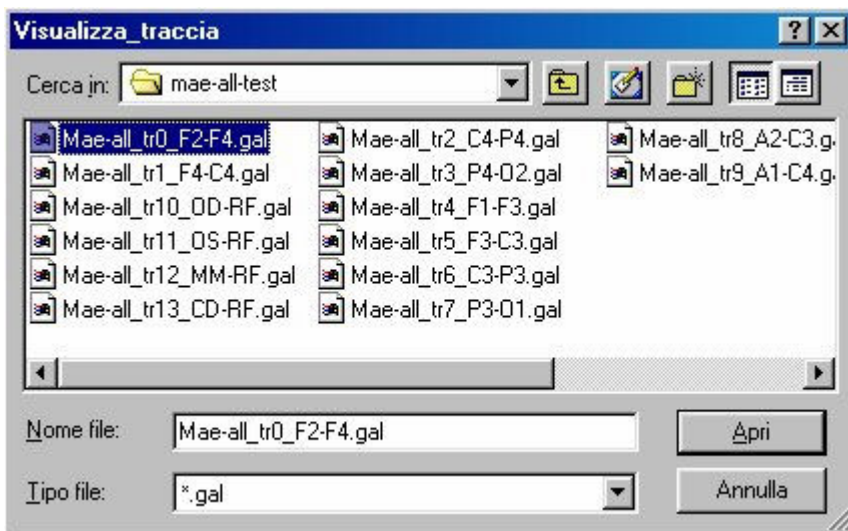 Visualizza_traccia
Cerca in: mae-all-test
Mae-all_tr0_F2-F4.gal
Mae-all_tr1_F4-C4.gal
Mae-all_tr10_OD-RF.gal
Mae-all_tr11_OS-RF.gal
Mae-all_tr12_MM-RF.gal
Mae-all_tr13_CD-RF.gal
Mae-all_tr2_C4-P4.gal
Mae-all_tr3_P4-O2.gal
Mae-all_tr4_F1-F3.gal
Mae-all_tr5_F3-C3.gal
Mae-all_tr6_C3-P3.gal
Mae-all_tr7_P3-O1.gal
Mae-all_tr8_A2-C3.g
Mae-all_tr9_A1-C4.g
Nome file: Mae-all_tr0_F2-F4.gal Apri
Tipo file: *.gal Annulla